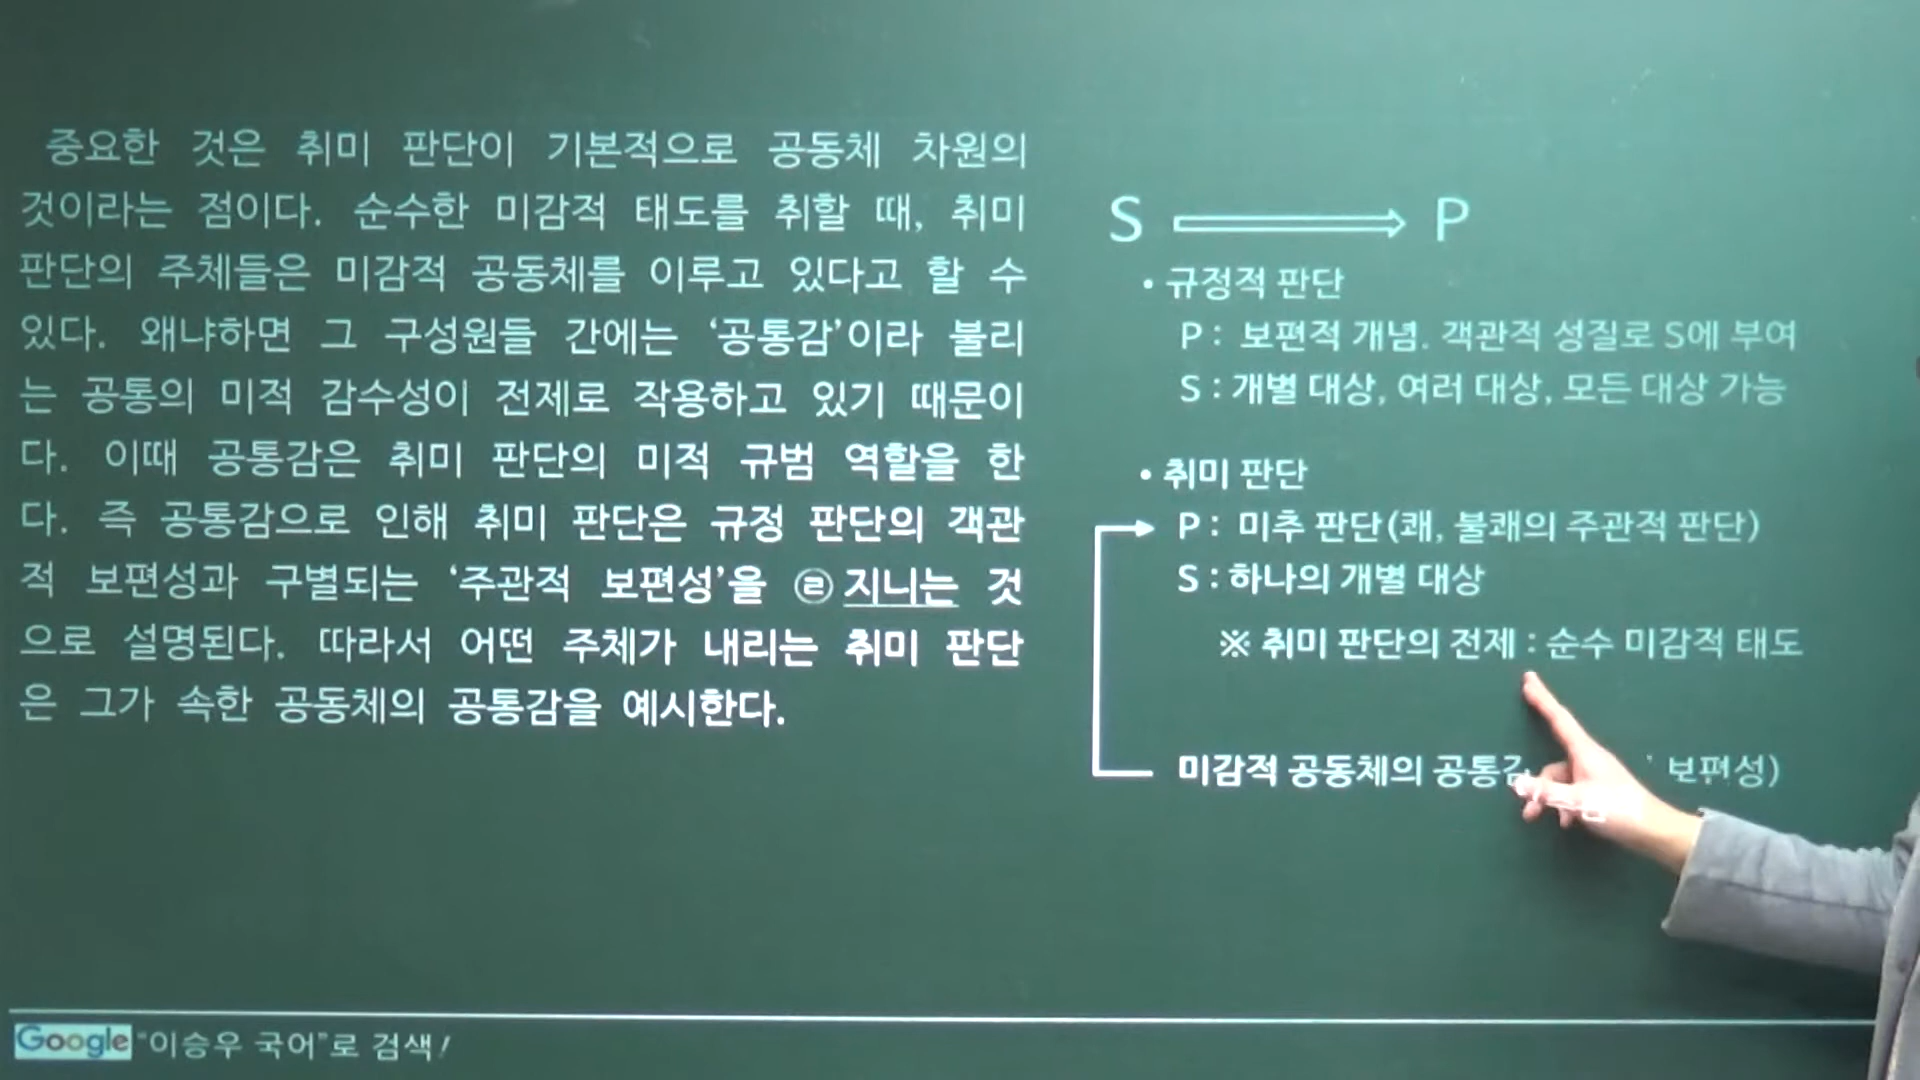 중요한 것은 취미 판단이 기본적으로 공동체 차원의
것이라는 점이다. 순수한 미감적 태도를 취할 때, 취미
판단의 주체들은 미감적 공동체를 이루고 있다고 할 수
있다. 왜냐하면 그 구성원들 간에는 ‘공통감’이라 불리
는 공통의 미적 감수성이 전제로 작용하고 있기 때문이
다. 이때 공통감은 취미 판단의 미적 규범 역할을 한
다. 즉 공통감으로 인해 취미 판단은 규정 판단의 객관
적 보편성과 구별되는 ‘주관적 보편성’을 ㉣ 지니는 것
으로 설명된다. 따라서 어떤 주체가 내리는 취미 판단
은 그가 속한 공동체의 공통감을 예시한다.
S ⇒ P
• 규정적 판단
P : 보편적 개념. 객관적 성질로 S에 부여
S : 개별 대상, 여러 대상, 모든 대상 가능
• 취미 판단
P : 미추 판단(쾌, 불쾌의 주관적 판단)
S : 하나의 개별 대상
※ 취미 판단의 전제 : 순수 미감적 태도
미감적 공동체의 공통감 보편성)
Google “이승우 국어”로 검색!